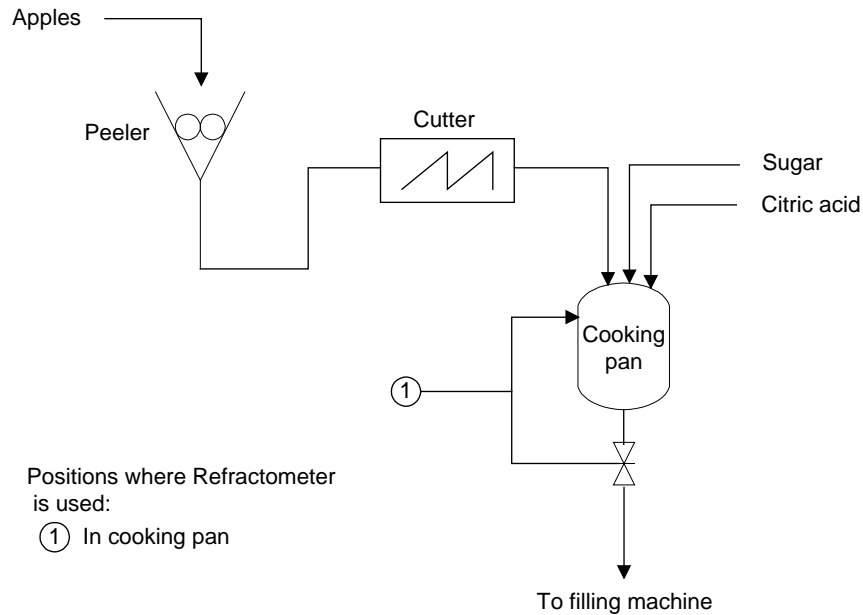 Apples
Peeler
Cutter
Sugar
Citric acid
Cooking
pan
1
Positions where Refractometer
is used:
1 In cooking pan
To filling machine